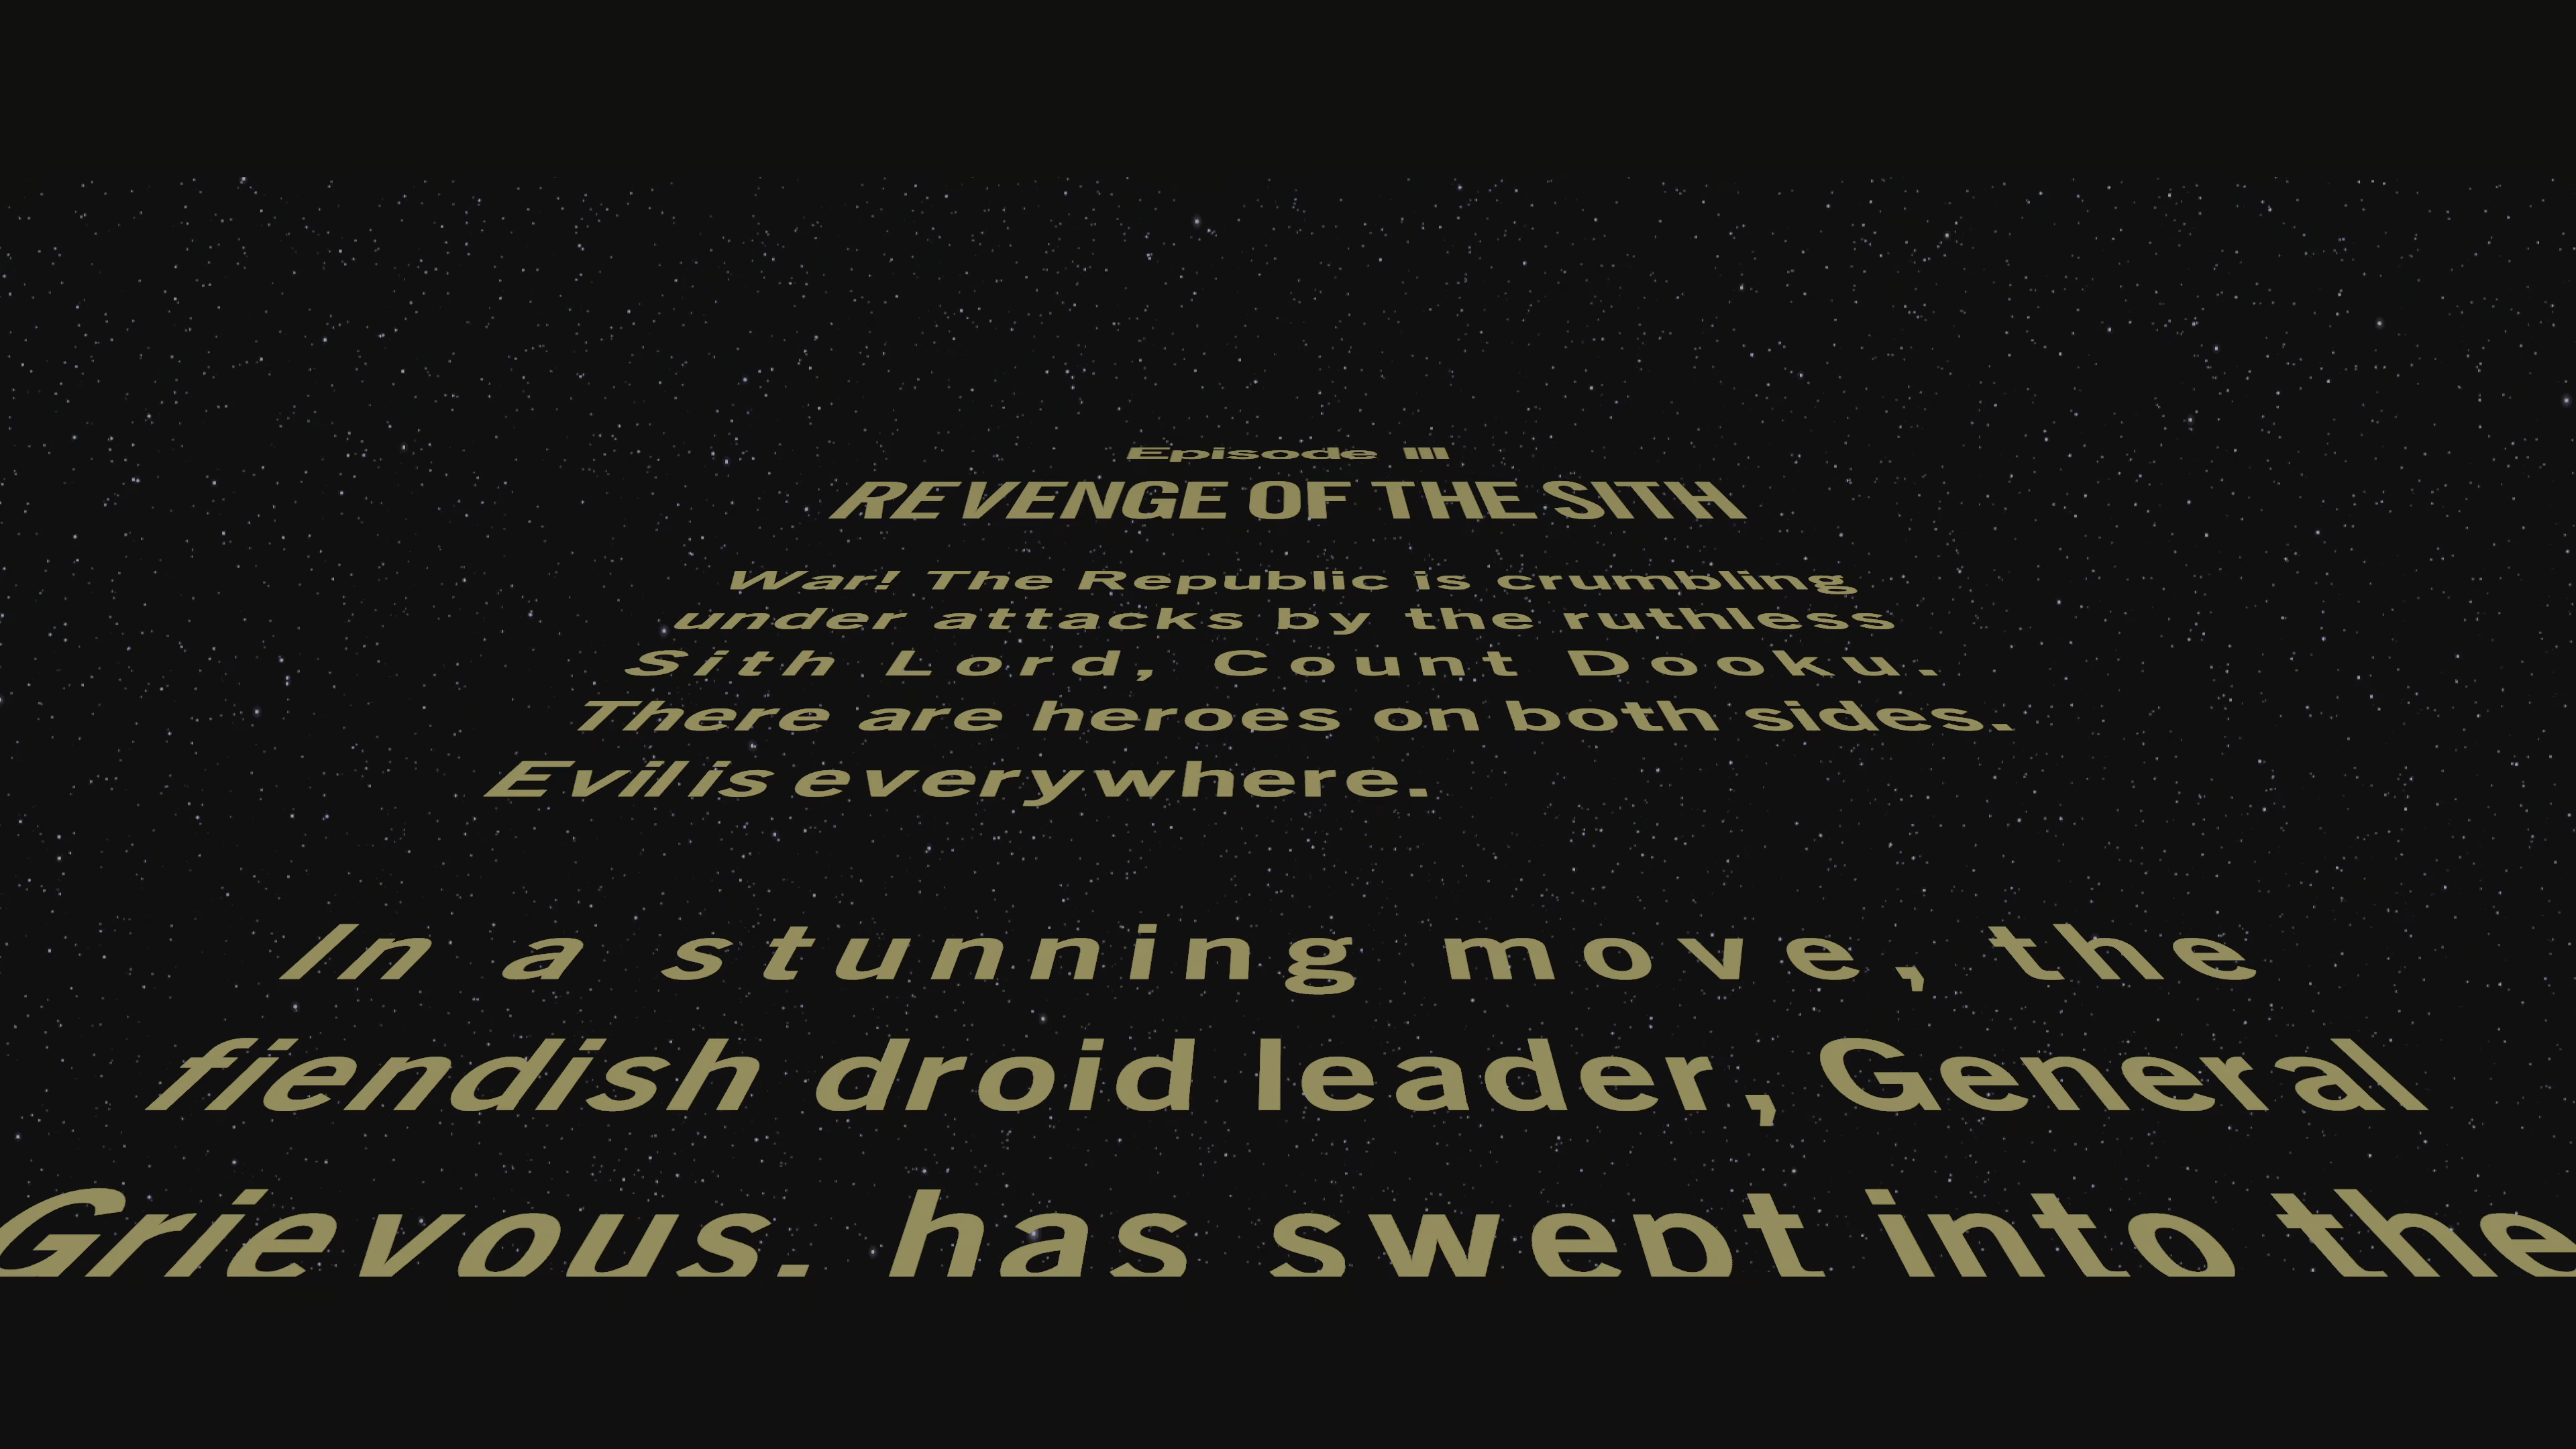 Episode III
REVENGE OF THE SITH
War! The Republic is crumbling
under attacks by the ruthless
Sith Lord, Count Dooku.
There are heroes on both sides.
Evil is everywhere.
In a stunning move, the
fiendish droid leader, General
Grievous, has swept into the